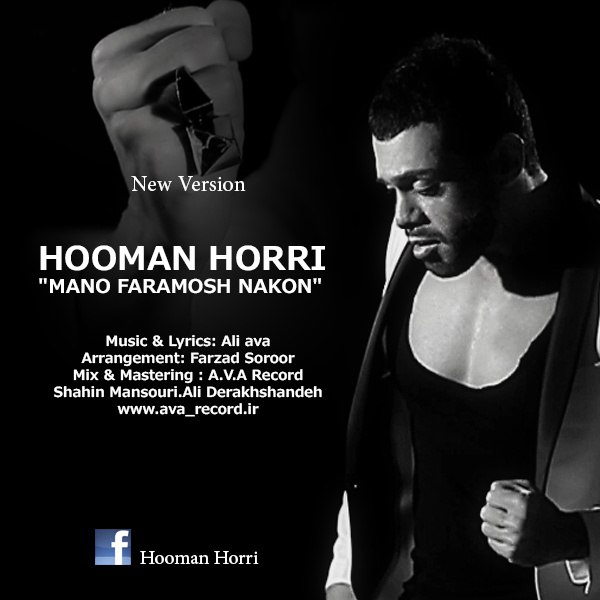 New Version
HOOMAN HORRI
"MANO FARAMOSH NAKON"
Music & Lyrics: Ali ava
Arrangement: Farzad Soroor
Mix & Mastering : A.V.A Record
Shahin Mansouri.Ali Derakhshandeh
www.ava_record.ir
f Hooman Horri